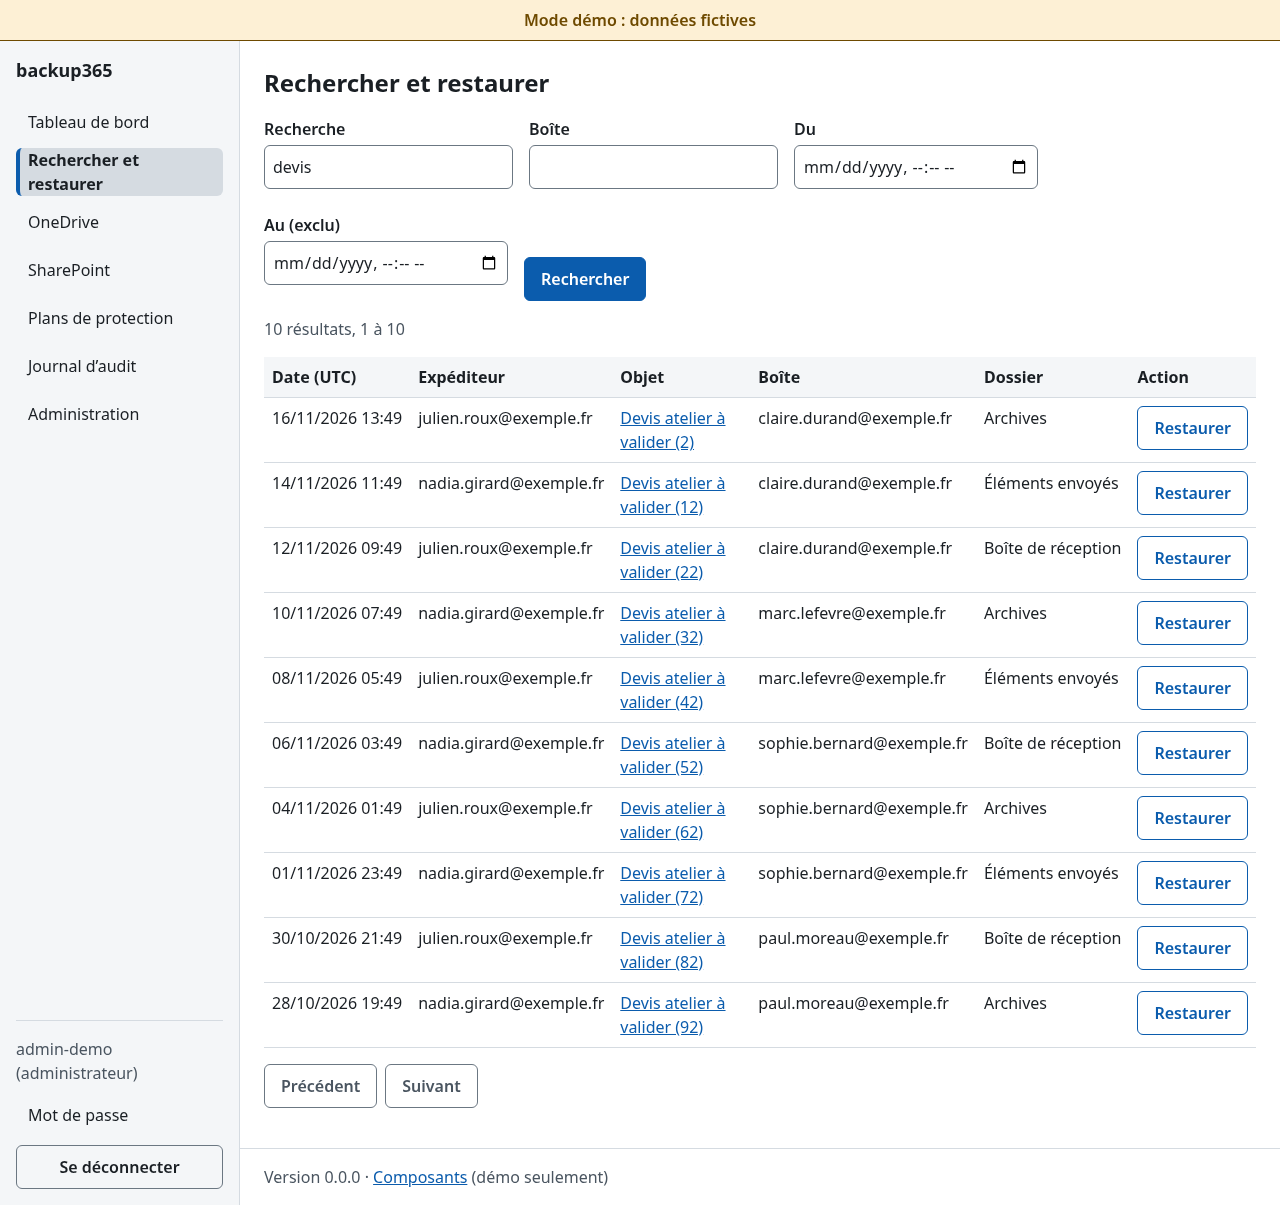 Mode démo : données fictives
backup365
Tableau de bord
Rechercher et
restaurer
OneDrive
SharePoint
Plans de protection
Journal d’audit
Administration
admin-demo
(administrateur)
Mot de passe
Se déconnecter
Rechercher et restaurer
Recherche Boîte Du
devis mm/dd/yyyy, --:-- --
Au (exclu)
mm/dd/yyyy, --:-- -- Rechercher
10 résultats, 1 à 10
Date (UTC) Expéditeur Objet Boîte Dossier Action
16/11/2026 13:49 julien.roux@exemple.fr Devis atelier à claire.durand@exemple.fr Archives Restaurer
valider (2)
14/11/2026 11:49 nadia.girard@exemple.fr Devis atelier à claire.durand@exemple.fr Éléments envoyés Restaurer
valider (12)
12/11/2026 09:49 julien.roux@exemple.fr Devis atelier à claire.durand@exemple.fr Boîte de réception Restaurer
valider (22)
10/11/2026 07:49 nadia.girard@exemple.fr Devis atelier à marc.lefevre@exemple.fr Archives Restaurer
valider (32)
08/11/2026 05:49 julien.roux@exemple.fr Devis atelier à marc.lefevre@exemple.fr Éléments envoyés Restaurer
valider (42)
06/11/2026 03:49 nadia.girard@exemple.fr Devis atelier à sophie.bernard@exemple.fr Boîte de réception Restaurer
valider (52)
04/11/2026 01:49 julien.roux@exemple.fr Devis atelier à sophie.bernard@exemple.fr Archives Restaurer
valider (62)
01/11/2026 23:49 nadia.girard@exemple.fr Devis atelier à sophie.bernard@exemple.fr Éléments envoyés Restaurer
valider (72)
30/10/2026 21:49 julien.roux@exemple.fr Devis atelier à paul.moreau@exemple.fr Boîte de réception Restaurer
valider (82)
28/10/2026 19:49 nadia.girard@exemple.fr Devis atelier à paul.moreau@exemple.fr Archives Restaurer
valider (92)
Précédent Suivant
Version 0.0.0 · Composants (démo seulement)